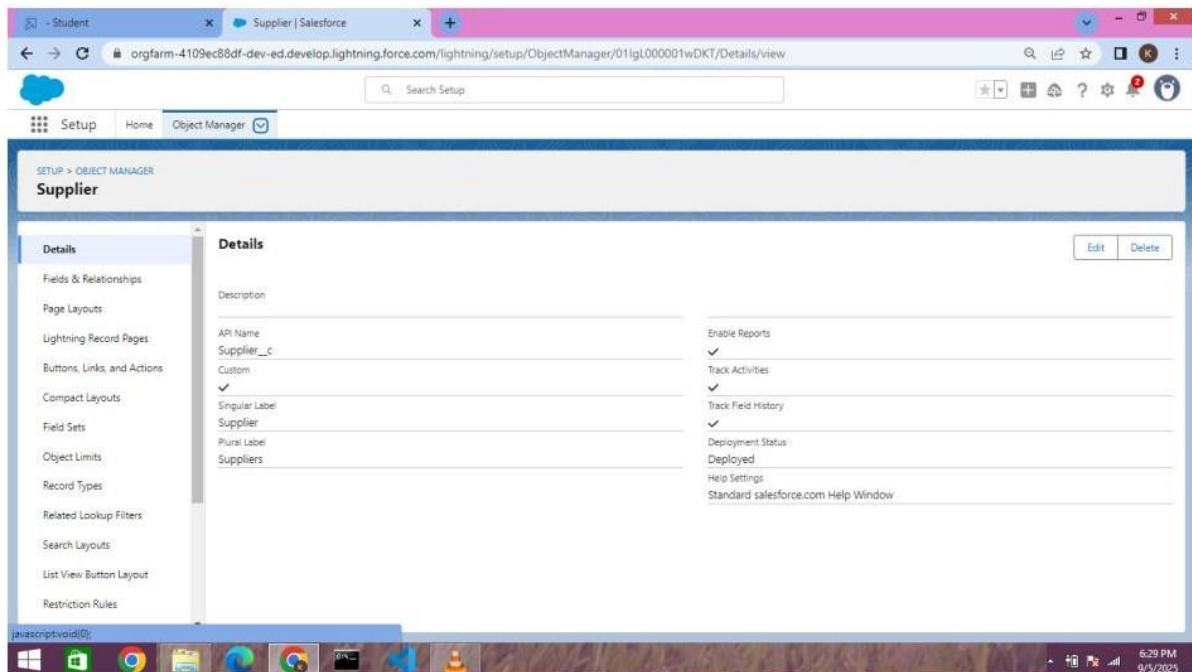 - Student
Supplier | Salesforce
orgfarm-4109ec88df-dev-ed.develop.lightning.force.com/lightning/setup/ObjectManager/01IgL000001wDKT/Details/view
K
Search Setup
2
Setup
Home
Object Manager
SETUP > OBJECT MANAGER
Supplier
Details
Fields & Relationships
Page Layouts
Lightning Record Pages
Buttons, Links, and Actions
Compact Layouts
Field Sets
Object Limits
Record Types
Related Lookup Filters
Search Layouts
List View Button Layout
Restriction Rules
Details
Edit
Delete
Description
API Name
Supplier__c
Custom
Singular Label
Supplier
Plural Label
Suppliers
Enable Reports
Track Activities
Track Field History
Deployment Status
Deployed
Help Settings
Standard salesforce.com Help Window
javascript:void(0);
6:29 PM
9/5/2025